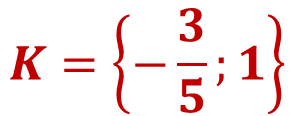 K = {−3/5; 1}